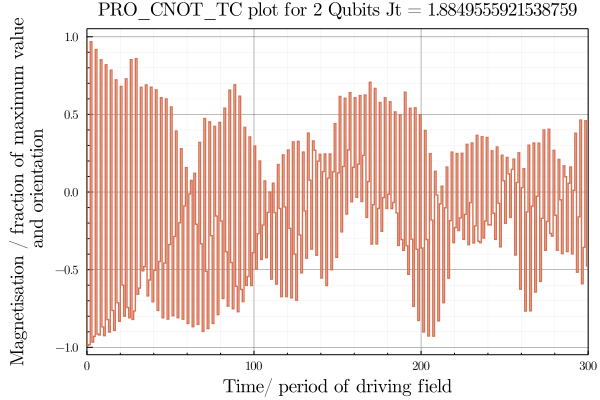 PRO_CNOT_TC plot for 2 Qubits Jt = 1.8849555921538759
Magnetisation / fraction of maximum value
and orientation
1.0
0.5
0.0
−0.5
−1.0
0
100
200
300
Time/ period of driving field